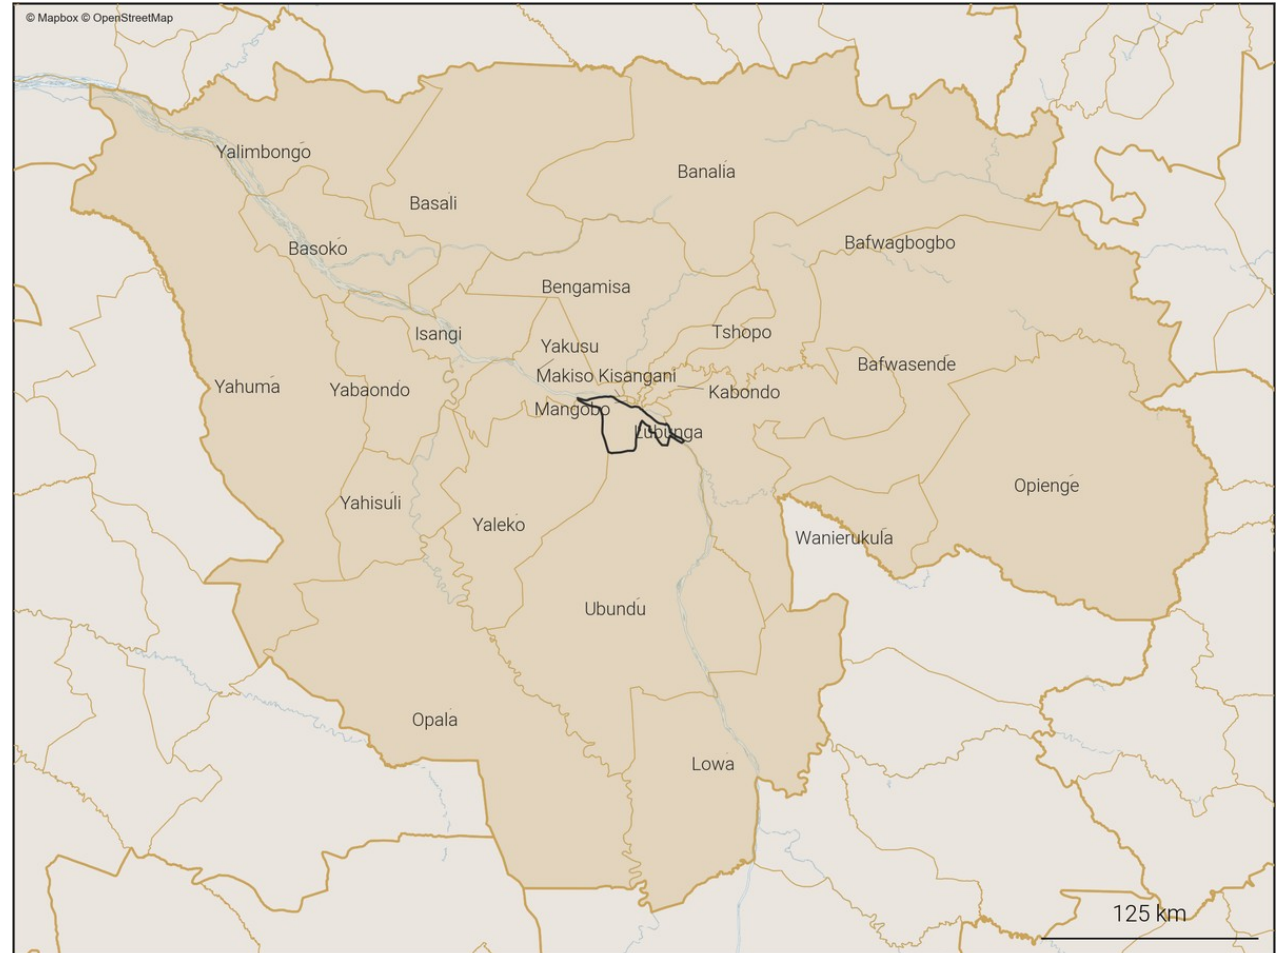 © Mapbox © OpenStreetMap
Yalimbongo
Banalia
Basali
Bafwagbogbo
Basoko
Bengamisa
Isangi
Tshopo
Yakusu
Bafwasende
Makiso Kisangani
Yahuma
Yabaondo
Kabondo
Mangobo
Lubunga
Opienge
Yahisuli
Yaleko
Wanierukula
Ubundu
Opala
Lowa
125 km